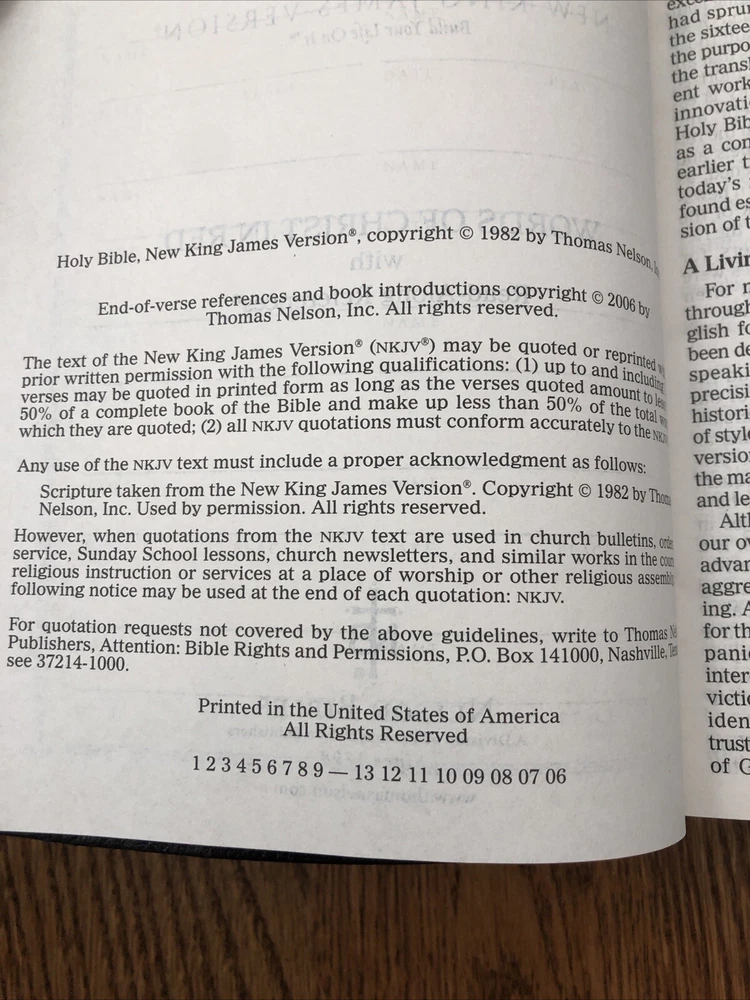 Holy Bible, New King James Version®, copyright © 1982 by Thomas Nelson,
End-of-verse references and book introductions copyright © 2006 by
Thomas Nelson, Inc. All rights reserved.
The text of the New King James Version® (NKJV®) may be quoted or reprinted
prior written permission with the following qualifications: (1) up to and including
verses may be quoted in printed form as long as the verses quoted amount to
50% of a complete book of the Bible and make up less than 50% of the total
which they are quoted; (2) all NKJV quotations must conform accurately to the NKJV
Any use of the NKJV text must include a proper acknowledgment as follows:
Scripture taken from the New King James Version®. Copyright © 1982 by Thom
Nelson, Inc. Used by permission. All rights reserved.
However, when quotations from the NKJV text are used in church bulletins,
service, Sunday School lessons, church newsletters, and similar works in the
religious instruction or services at a place of worship or other religious
following notice may be used at the end of each quotation: NKJV.
For quotation requests not covered by the above guidelines, write to Thomas
Publishers, Attention: Bible Rights and Permissions, P.O. Box 141000, Nashville,
see 37214-1000.
Printed in the United States of America
All Rights Reserved
1 2 3 4 5 6 7 8 9 — 13 12 11 10 09 08 07 06
had sprun
the sixtee
the purpo
the trans
ent work
innovati
Holy Bib
as a con
earlier t
today's
found es
sion of t
A Livin
For n
through
glish fo
been de
speaki
precisi
histori
of style
version
the ma
and le
Alt
our o
advan
aggre
ing. A
for th
pani
inter
victi
iden
trust
of G